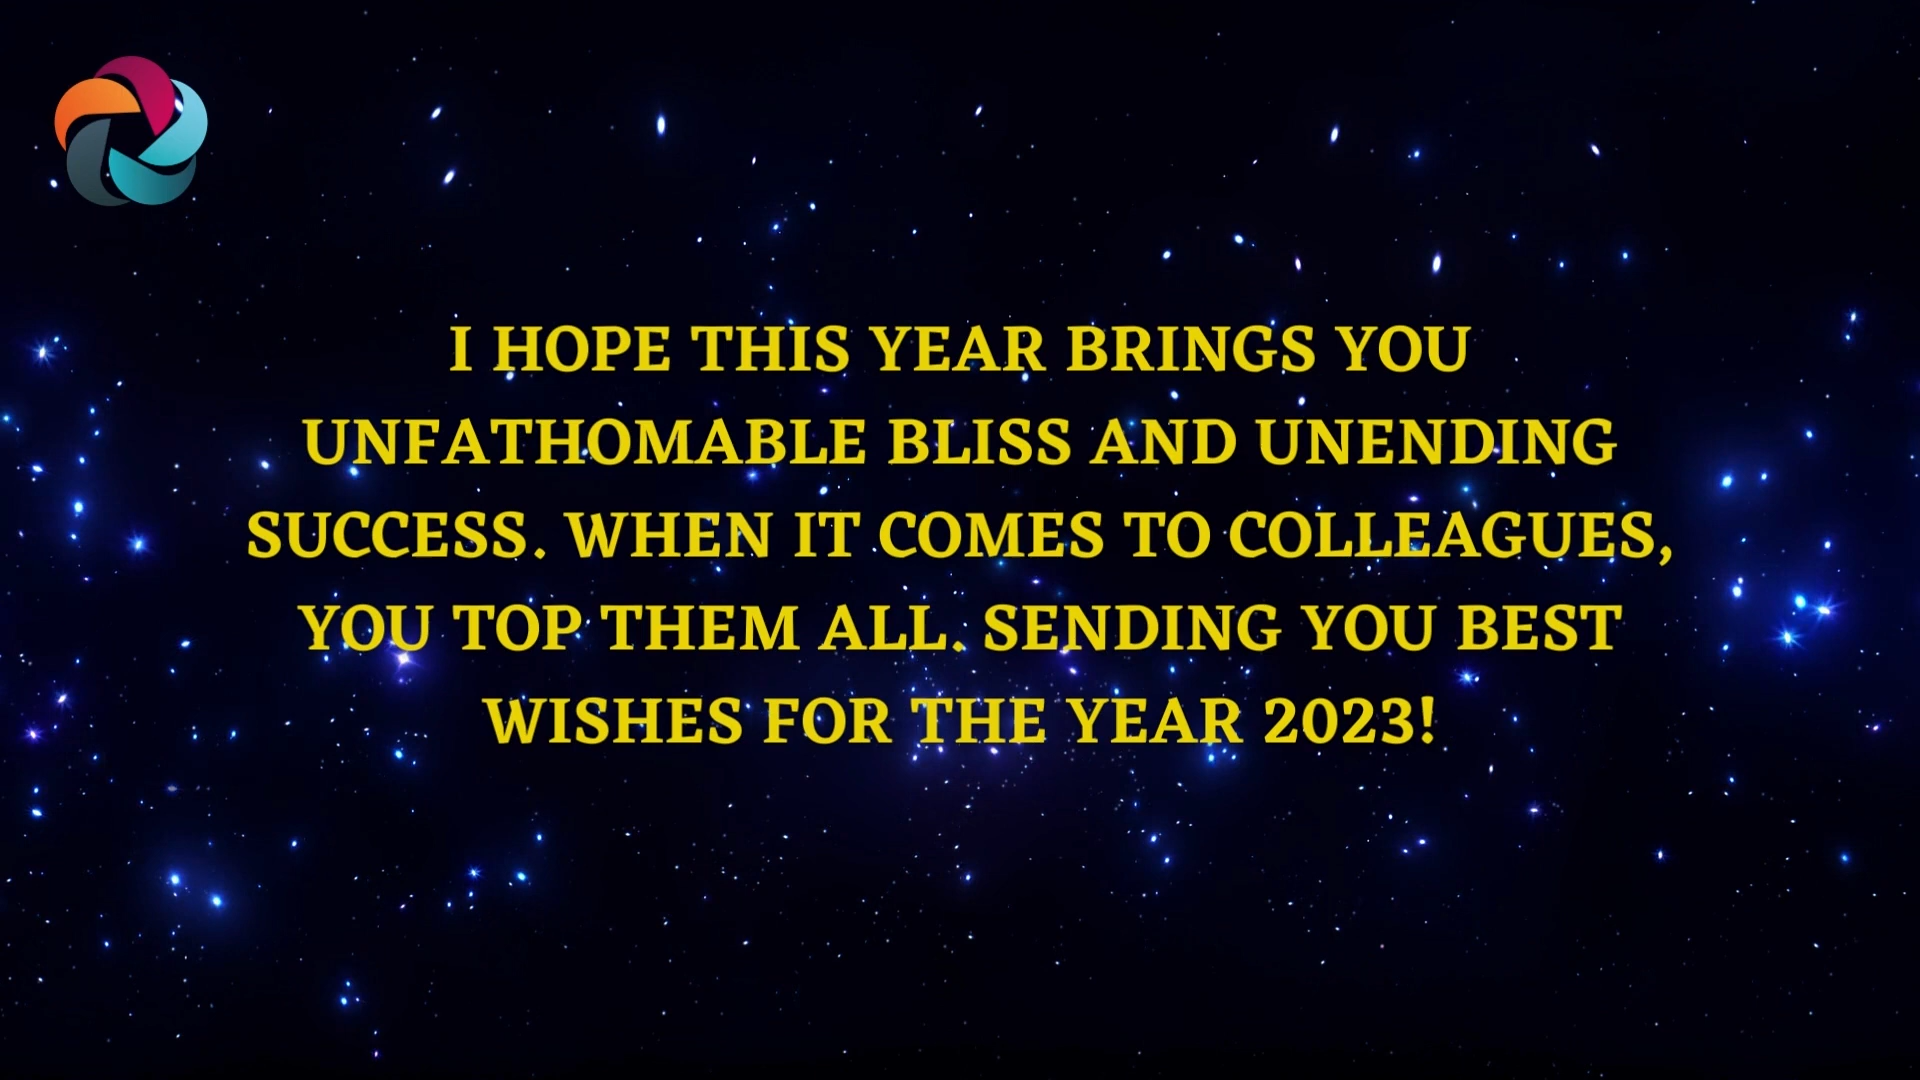 I HOPE THIS YEAR BRINGS YOU
UNFATHOMABLE BLISS AND UNENDING
SUCCESS. WHEN IT COMES TO COLLEAGUES,
YOU TOP THEM ALL. SENDING YOU BEST
WISHES FOR THE YEAR 2023!